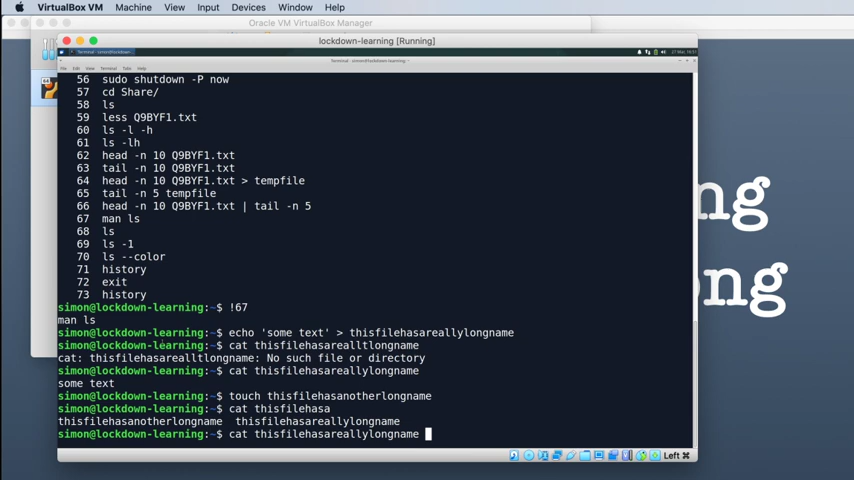 VirtualBox VM Machine View Input Devices Window Help
Oracle VM VirtualBox Manager
lockdown-learning [Running]
56 sudo shutdown -P now
57 cd Share/
58 ls
59 less Q9BYF1.txt
60 ls -l -h
61 ls -lh
62 head -n 10 Q9BYF1.txt
63 tail -n 10 Q9BYF1.txt
64 head -n 10 Q9BYF1.txt > tempfile
65 tail -n 5 tempfile
66 head -n 10 Q9BYF1.txt | tail -n 5
67 man ls
68 ls
69 ls -1
70 ls --color
71 history
72 exit
73 history
simon@lockdown-learning:~$ !67
man ls
simon@lockdown-learning:~$ echo 'some text' > thisfilehasareallylongname
simon@lockdown-learning:~$ cat thisfilehasarealltlongname
cat: thisfilehasarealltlongname: No such file or directory
simon@lockdown-learning:~$ cat thisfilehasareallylongname
some text
simon@lockdown-learning:~$ touch thisfilehasanotherlongname
simon@lockdown-learning:~$ cat thisfilehasa
thisfilehasanotherlongname thisfilehasareallylongname
simon@lockdown-learning:~$ cat thisfilehasareallylongname
Left ⌘
ng
ng